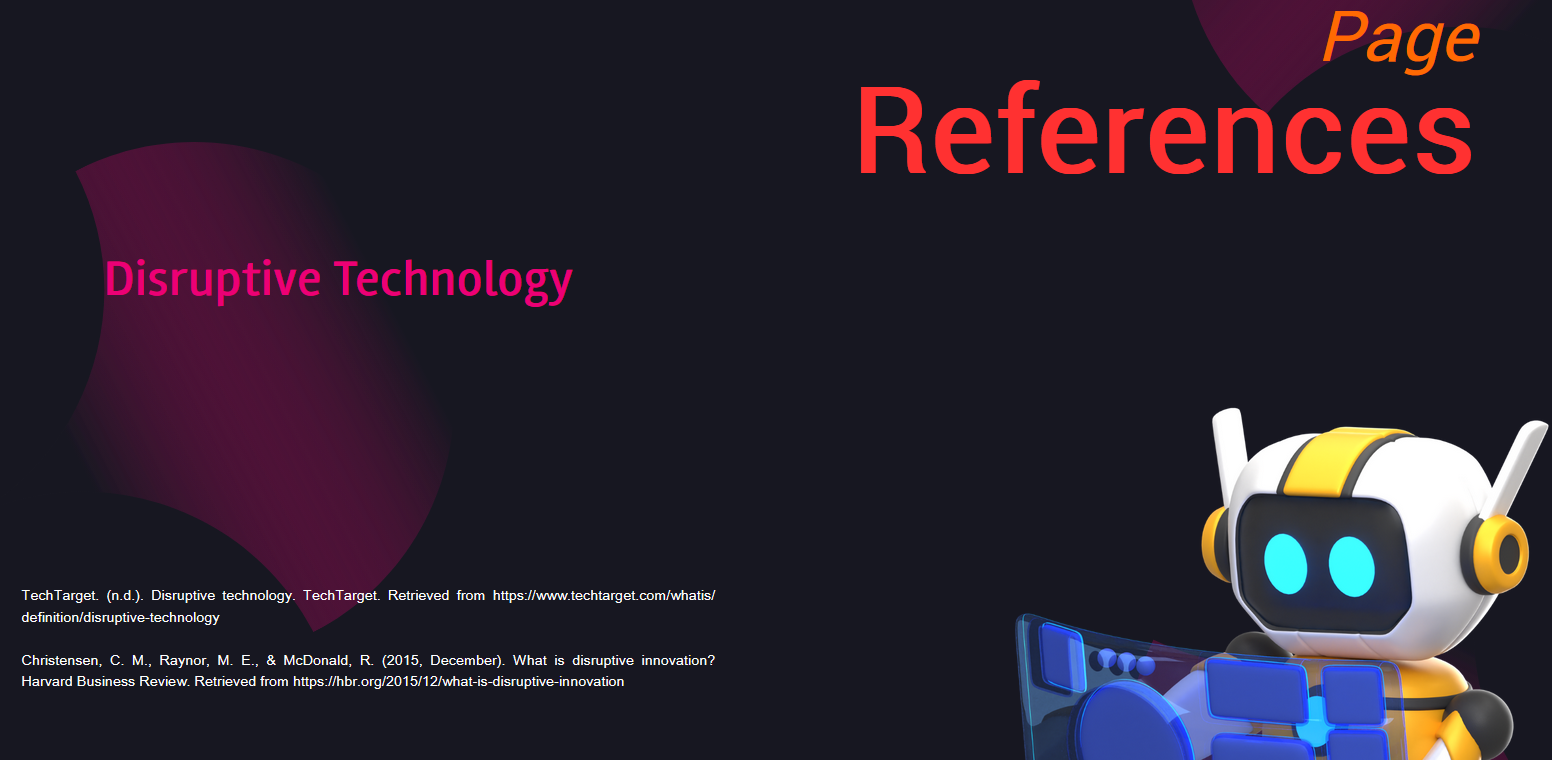 Page
References
Disruptive Technology
TechTarget. (n.d.). Disruptive technology. TechTarget. Retrieved from https://www.techtarget.com/whatis/
definition/disruptive-technology
Christensen, C. M., Raynor, M. E., & McDonald, R. (2015, December). What is disruptive innovation?
Harvard Business Review. Retrieved from https://hbr.org/2015/12/what-is-disruptive-innovation